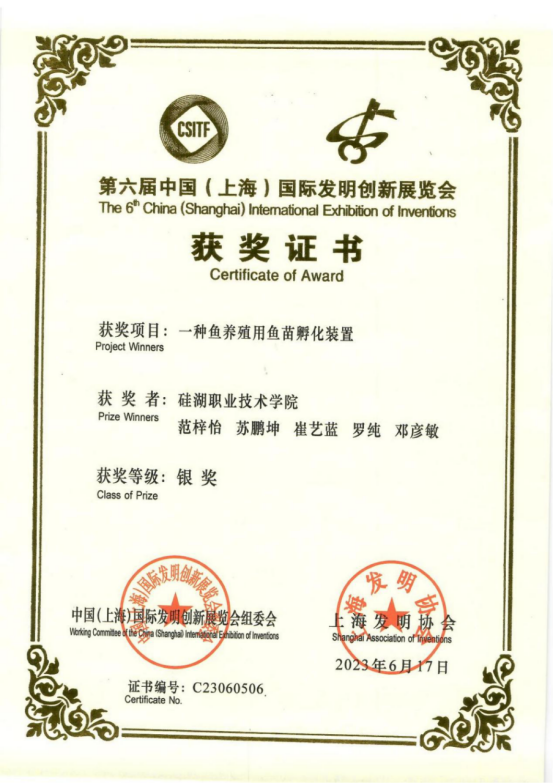 CSITF
第六届中国（上海）国际发明创新展览会
The 6th China (Shanghai) International Exhibition of Inventions
获奖证书
Certificate of Award
获奖项目：一种鱼养殖用鱼苗孵化装置
Project Winners
获 奖 者：硅湖职业技术学院
Prize Winners
范梓怡 苏鹏坤 崔艺蓝 罗纯 邓彦敏
获奖等级：银 奖
Class of Prize
中国(上海)国际发明创新展览会组委会
Working Committee of the China (Shanghai) International Exhibition of Inventions
上海发明协会
Shanghai Association of Inventions
2023年6月17日
证书编号：C23060506
Certificate No.
上海发明协会